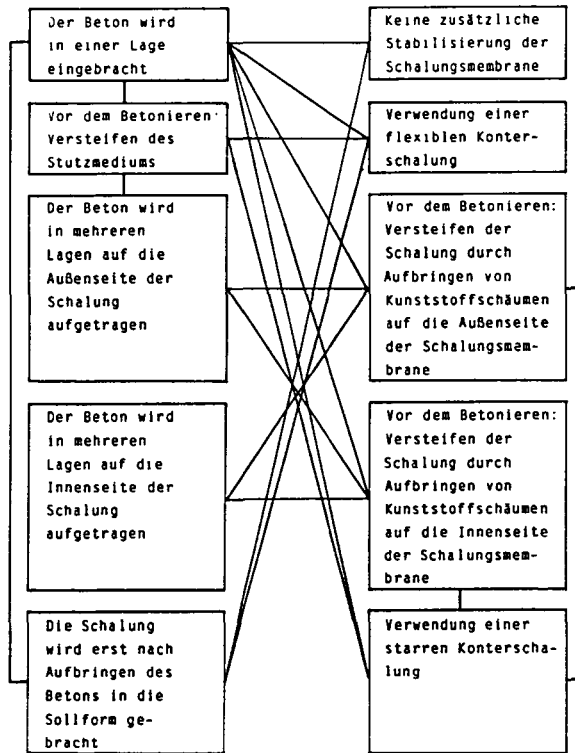 Der Beton wird
in einer Lage
eingebracht
Vor dem Betonieren:
Versteifen des
Stutzmediums
Der Beton wird
in mehreren
Lagen auf die
Außenseite der
Schalung
aufgetragen
Der Beton wird
in mehreren
Lagen auf die
Innenseite der
Schalung
aufgetragen
Die Schalung
wird erst nach
Aufbringen des
Betons in die
Sollform ge-
bracht
Keine zusätzliche
Stabilisierung der
Schalungsmembrane
Verwendung einer
flexiblen Konter-
schalung
Vor dem Betonieren:
Versteifen der
Schalung durch
Aufbringen von
Kunststoffschäumen
auf die Außenseite
der Schalungsmem-
brane
Vor dem Betonieren:
Versteifen der
Schalung durch
Aufbringen von
Kunststoffschäumen
auf die Innenseite
der Schalungsmem-
brane
Verwendung einer
starren Konterscha-
lung